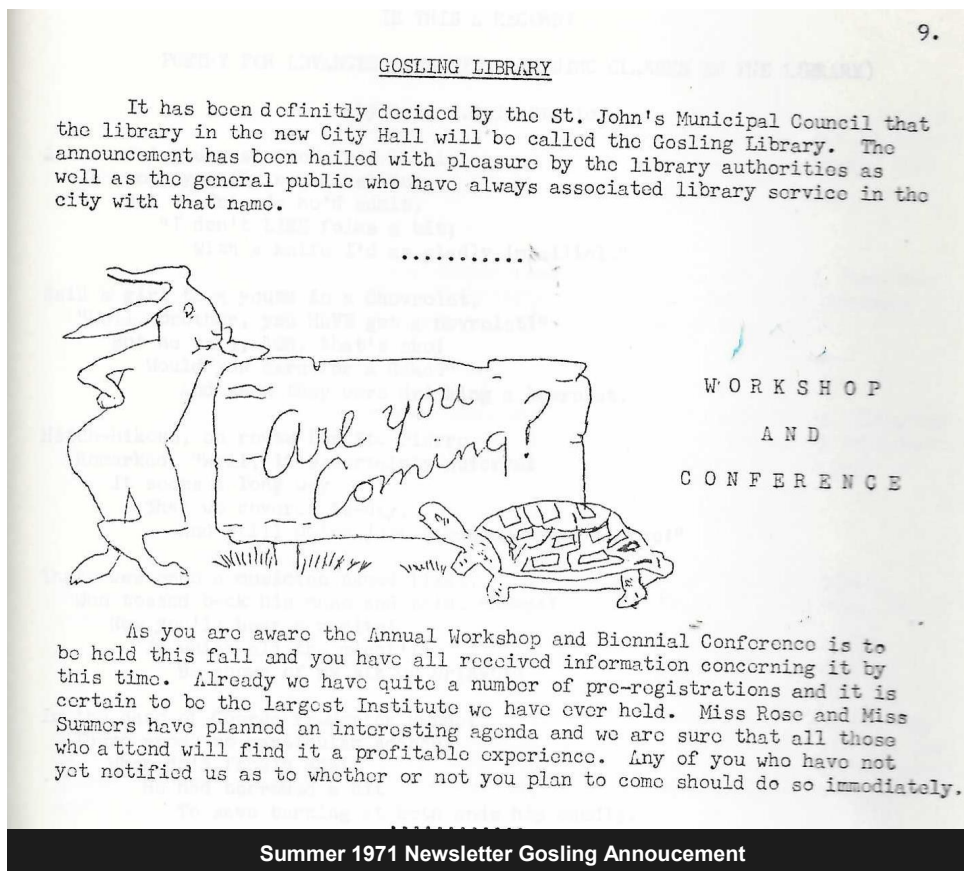 9.
GOSLING LIBRARY
It has been definitly decided by the St. John's Municipal Council that
the library in the new City Hall will be called the Gosling Library. The
announcement has been hailed with pleasure by the library authorities as
well as the general public who have always associated library service in the
city with that name.
............
Are you
Coming?
WORKSHOP
AND
CONFERENCE
As you are aware the Annual Workshop and Biennial Conference is to
be held this fall and you have all received information concerning it by
this time. Already we have quite a number of pre-registrations and it is
certain to be the largest Institute we have ever held. Miss Rose and Miss
Summers have planned an interesting agenda and we are sure that all those
who attend will find it a profitable experience. Any of you who have not
yet notified us as to whether or not you plan to come should do so immediately.
............
Summer 1971 Newsletter Gosling Annoucement